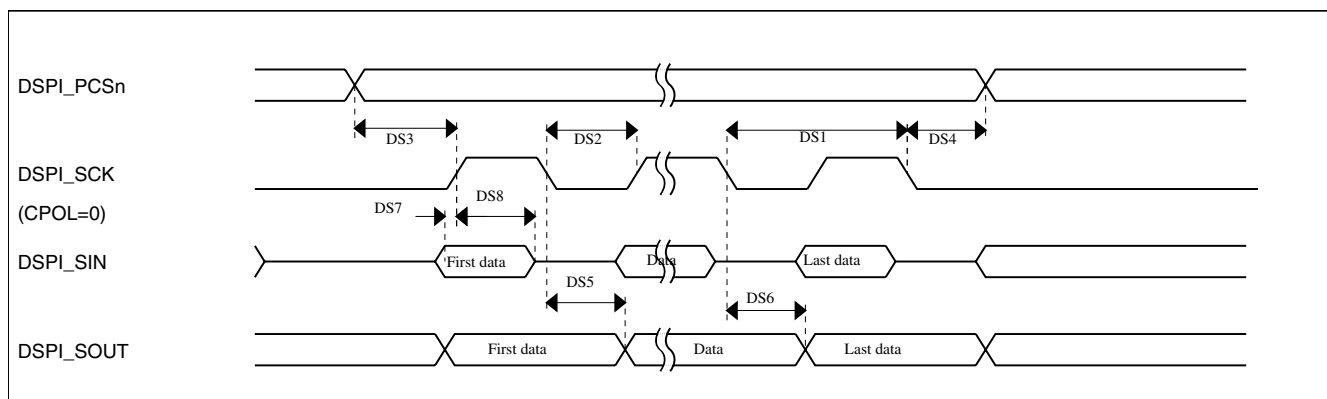 DSPI_PCSn
DS3
DS2
DS1
DS4
DSPI_SCK
(CPOL=0)
DS7
DS8
DSPI_SIN
First data
Data
Last data
DS5
DS6
DSPI_SOUT
First data
Data
Last data